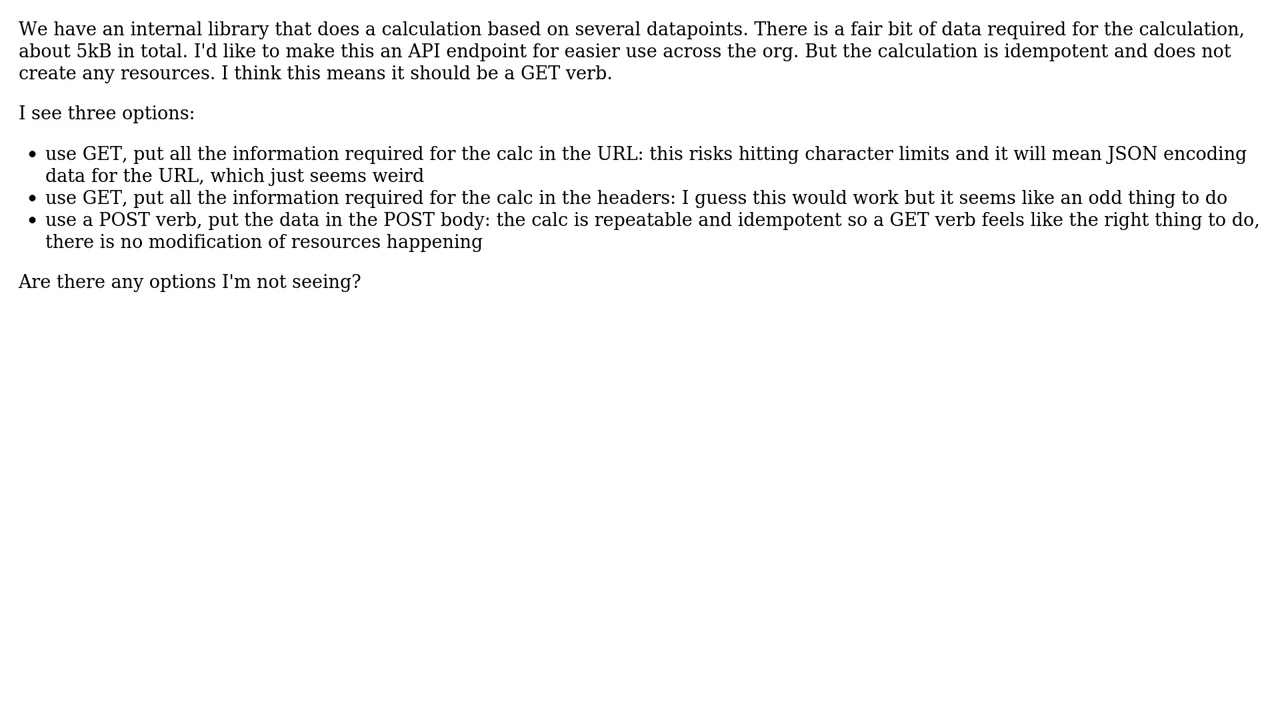 We have an internal library that does a calculation based on several datapoints. There is a fair bit of data required for the calculation,
about 5kB in total. I'd like to make this an API endpoint for easier use across the org. But the calculation is idempotent and does not
create any resources. I think this means it should be a GET verb.
I see three options:
• use GET, put all the information required for the calc in the URL: this risks hitting character limits and it will mean JSON encoding
data for the URL, which just seems weird
• use GET, put all the information required for the calc in the headers: I guess this would work but it seems like an odd thing to do
• use a POST verb, put the data in the POST body: the calc is repeatable and idempotent so a GET verb feels like the right thing to do,
there is no modification of resources happening
Are there any options I'm not seeing?